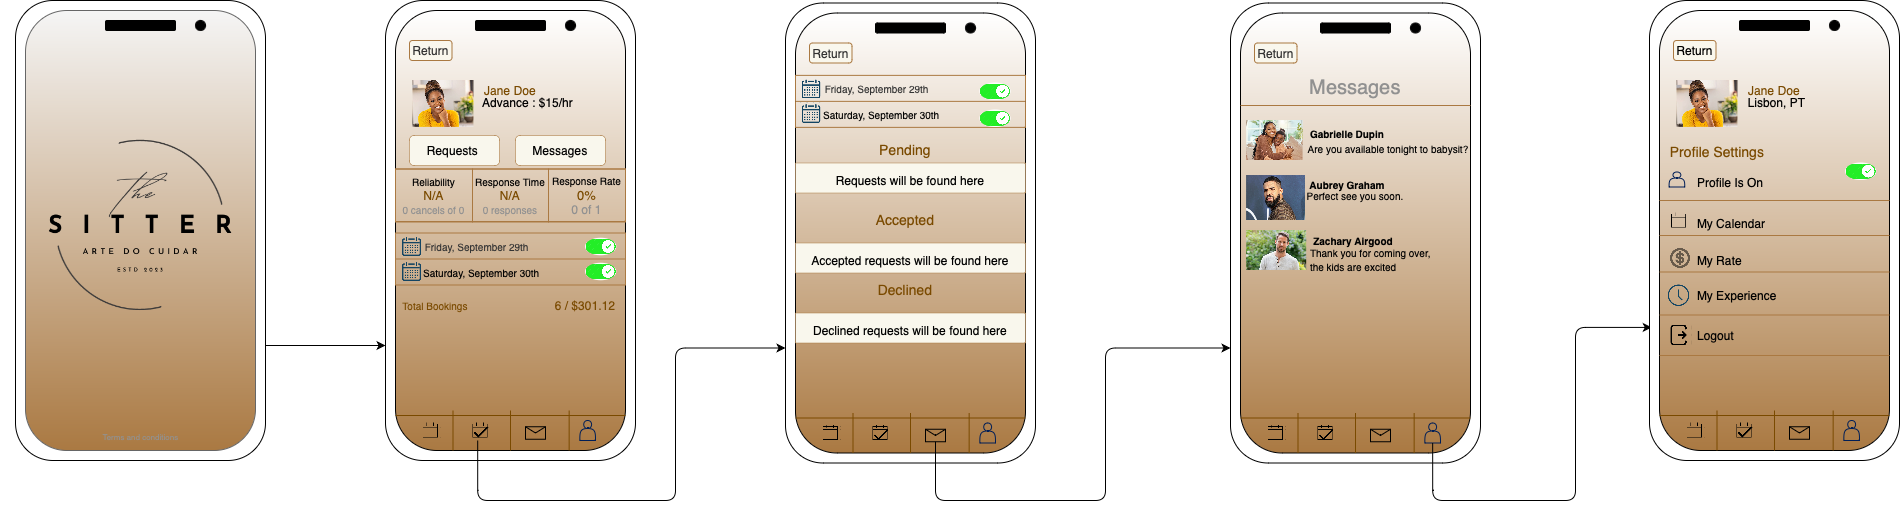 the
SITTER
ARTE DO CUIDAR
ESTD 2023
Terms and conditions
Return
Jane Doe
Advance : $15/hr
Requests
Messages
Reliability
N/A
0 cancels of 0
Response Time
N/A
0 responses
Response Rate
0%
0 of 1
Friday, September 29th
Saturday, September 30th
Total Bookings
6 / $301.12
Return
Friday, September 29th
Saturday, September 30th
Pending
Requests will be found here
Accepted
Accepted requests will be found here
Declined
Declined requests will be found here
Return
Messages
Gabrielle Dupin
Are you available tonight to babysit?
Aubrey Graham
Perfect see you soon.
Zachary Airgood
Thank you for coming over,
the kids are excited
Return
Jane Doe
Lisbon, PT
Profile Settings
Profile Is On
My Calendar
My Rate
My Experience
Logout